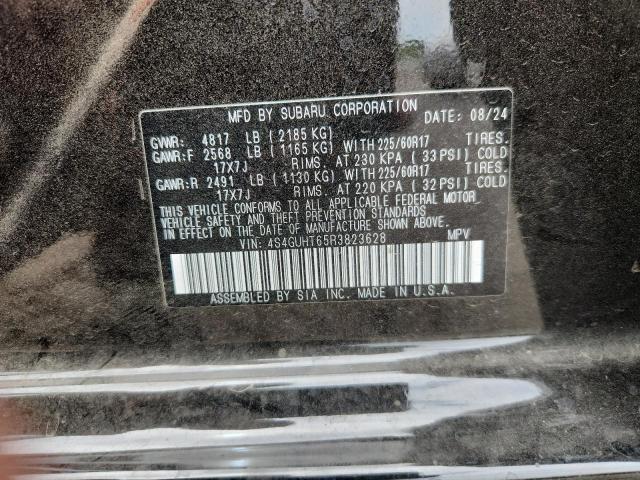 MFD BY SUBARU CORPORATION DATE: 08/24
GVWR: 4817 LB (2185 KG)
GAWR:F 2568 LB (1165 KG) WITH 225/60R17 TIRES.
17X7J RIMS, AT 230 KPA (33 PSI) COLD
GAWR:R 2491 LB (1130 KG) WITH 225/60R17 TIRES.
17X7J RIMS, AT 220 KPA (32 PSI) COLD
THIS VEHICLE CONFORMS TO ALL APPLICABLE FEDERAL MOTOR
VEHICLE SAFETY AND THEFT PREVENTION STANDARDS
IN EFFECT ON THE DATE OF MANUFACTURE SHOWN ABOVE.
VIN: 4S4GUHT65R3823628 MPV
ASSEMBLED BY SIA INC. MADE IN U.S.A.